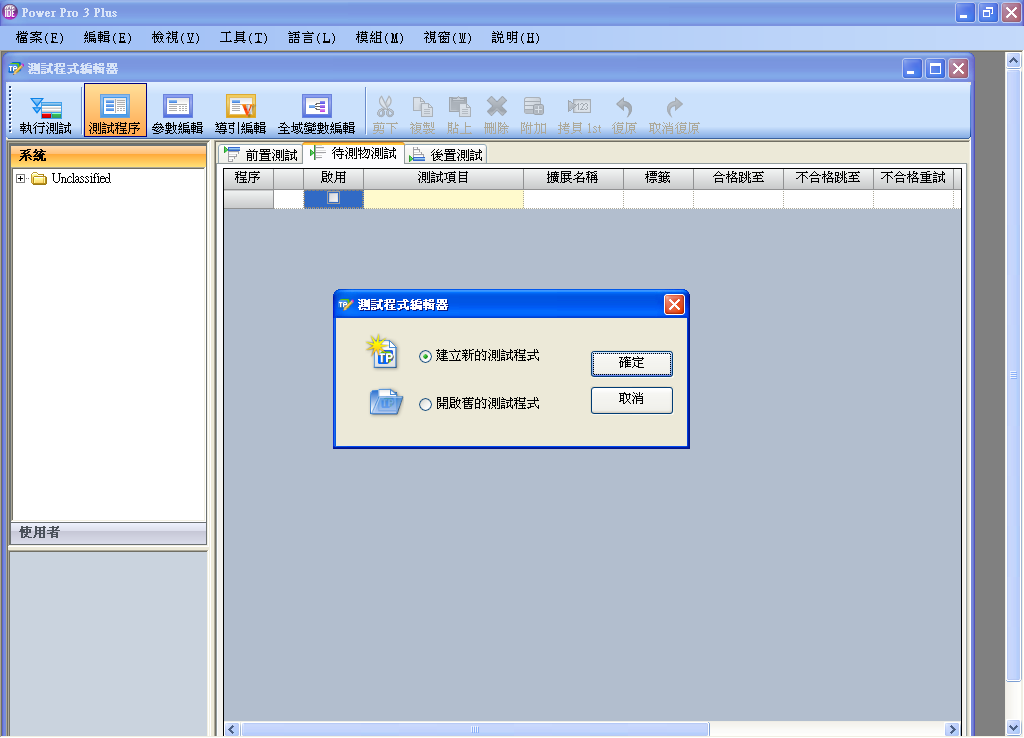 Power Pro 3 Plus
檔案(F) 編輯(E) 檢視(V) 工具(T) 語言(L) 模組(M) 視窗(W) 說明(H)
測試程式編輯器
執行測試 測試程序 參數編輯 導引編輯 全域變數編輯 剪下 複製 貼上 刪除 附加 拷貝 1st 復原 取消復原
系統
Unclassified
使用者
前置測試 待測物測試 後置測試
程序 啟用 測試項目 擴展名稱 標籤 合格跳至 不合格跳至 不合格重試
測試程式編輯器
建立新的測試程式
確定
開啟舊的測試程式
取消